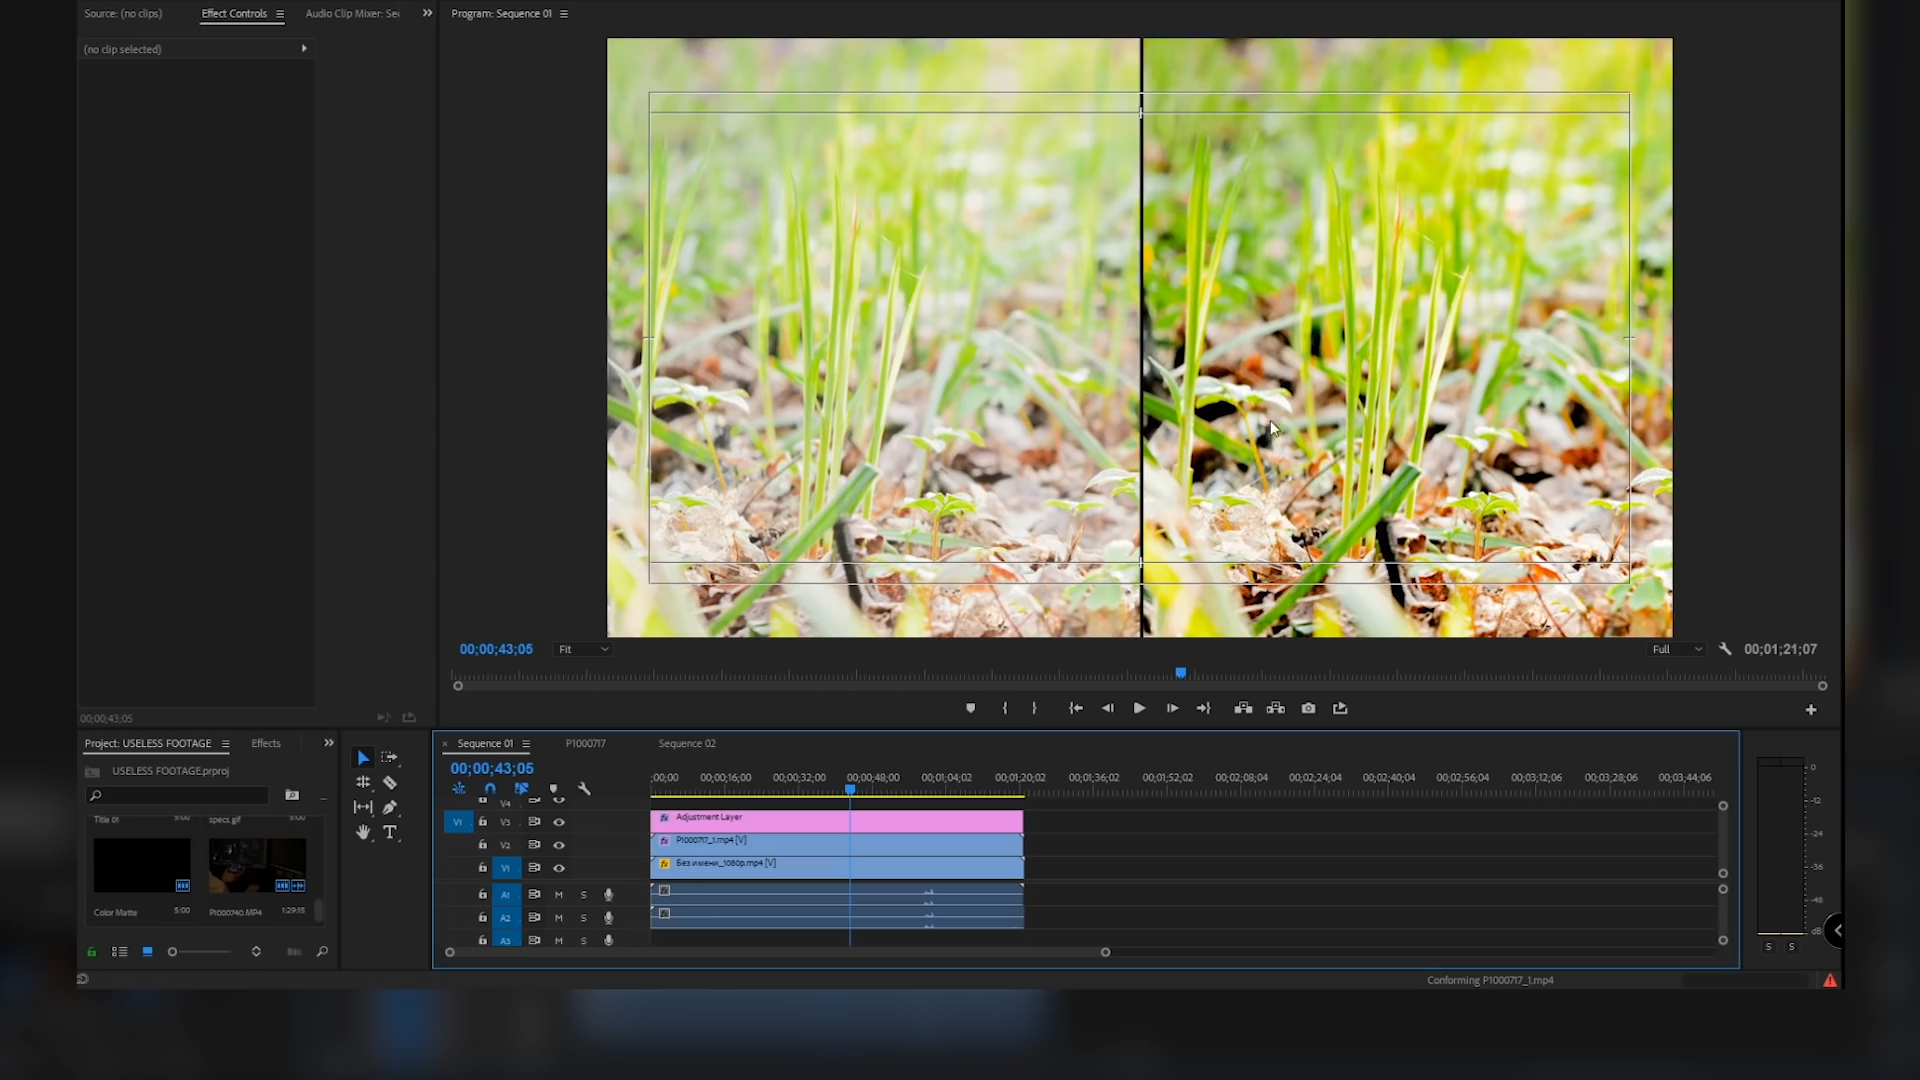 Source: (no clips)
Effect Controls
Audio Clip Mixer: Se
Program: Sequence 01
(no clip selected)
00;00;43;05
Fit
Full
00;01;21;07
00;00;43;05
Project: USELESS FOOTAGE
Effects
USELESS FOOTAGE.prproj
Title 01
5:00
specs.gif
5:00
Color Matte
5:00
P1000740.MP4
1:29:15
Sequence 01
P1000717
Sequence 02
00;00;43;05
;00;00
00;00;16;00
00;00;32;00
00;00;48;00
00;01;04;02
00;01;20;02
00;01;36;02
00;01;52;02
00;02;08;04
00;02;24;04
00;02;40;04
00;02;56;04
00;03;12;06
00;03;28;06
00;03;44;06
V4
V1
V3
fx Adjustment Layer
V2
fx P1000717_1.mp4 [V]
V1
fx Без имени_1080p.mp4 [V]
A1
M
S
A2
M
S
A3
M
S
0
-12
-24
-36
-48
dB
S
S
Conforming P1000717_1.mp4